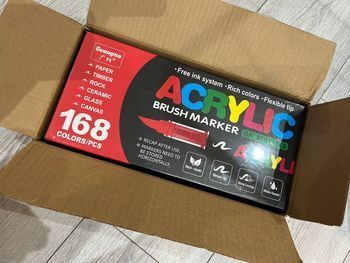 Guangna
• Free ink system • Rich colors • Flexible tip
ACRYLIC
BRUSH MARKER
PAPER
TIMBER
ROCK
CERAMIC
GLASS
CANVAS
168
COLORS/PCS
• RECAP AFTER USE.
• MARKERS NEED TO
BE STORED
HORIZONTALLY.
ACRYLI